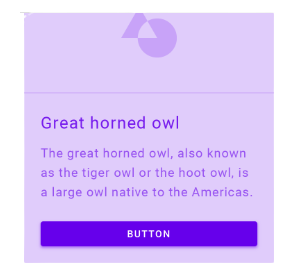 Great horned owl
The great horned owl, also known
as the tiger owl or the hoot owl, is
a large owl native to the Americas.
BUTTON